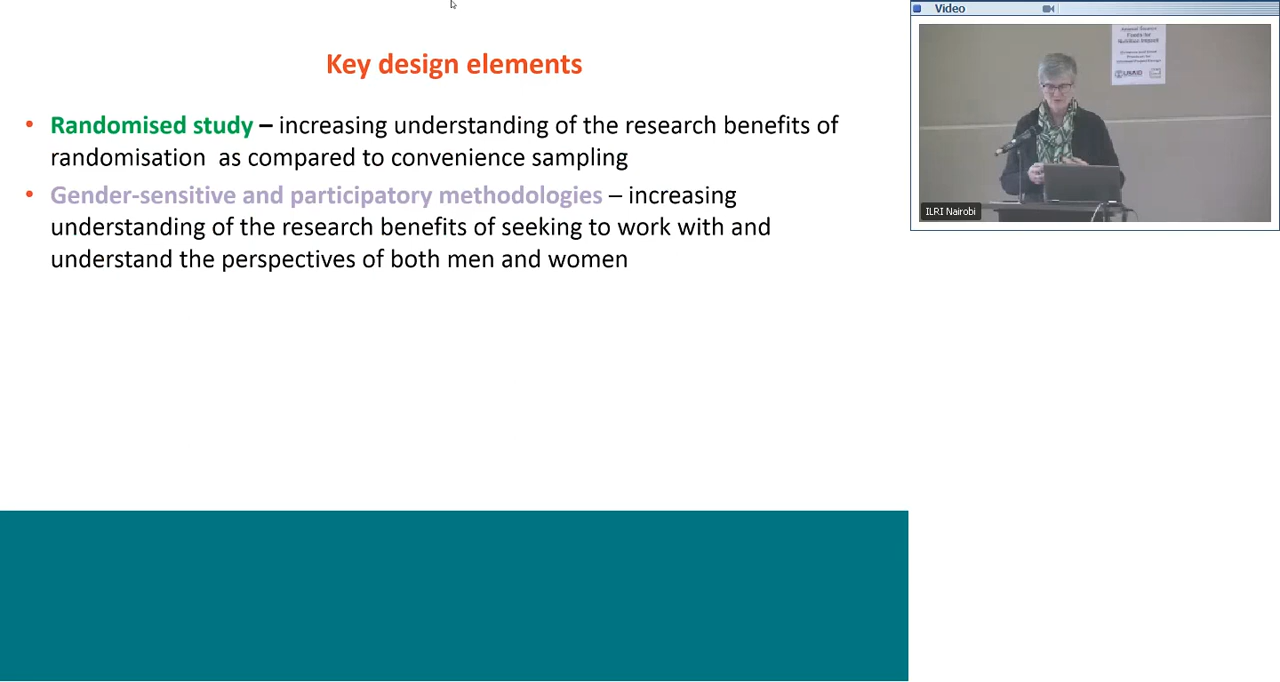 Key design elements
• Randomised study – increasing understanding of the research benefits of
randomisation as compared to convenience sampling
• Gender-sensitive and participatory methodologies – increasing
understanding of the research benefits of seeking to work with and
understand the perspectives of both men and women
Video
USAID
ILRI Nairobi